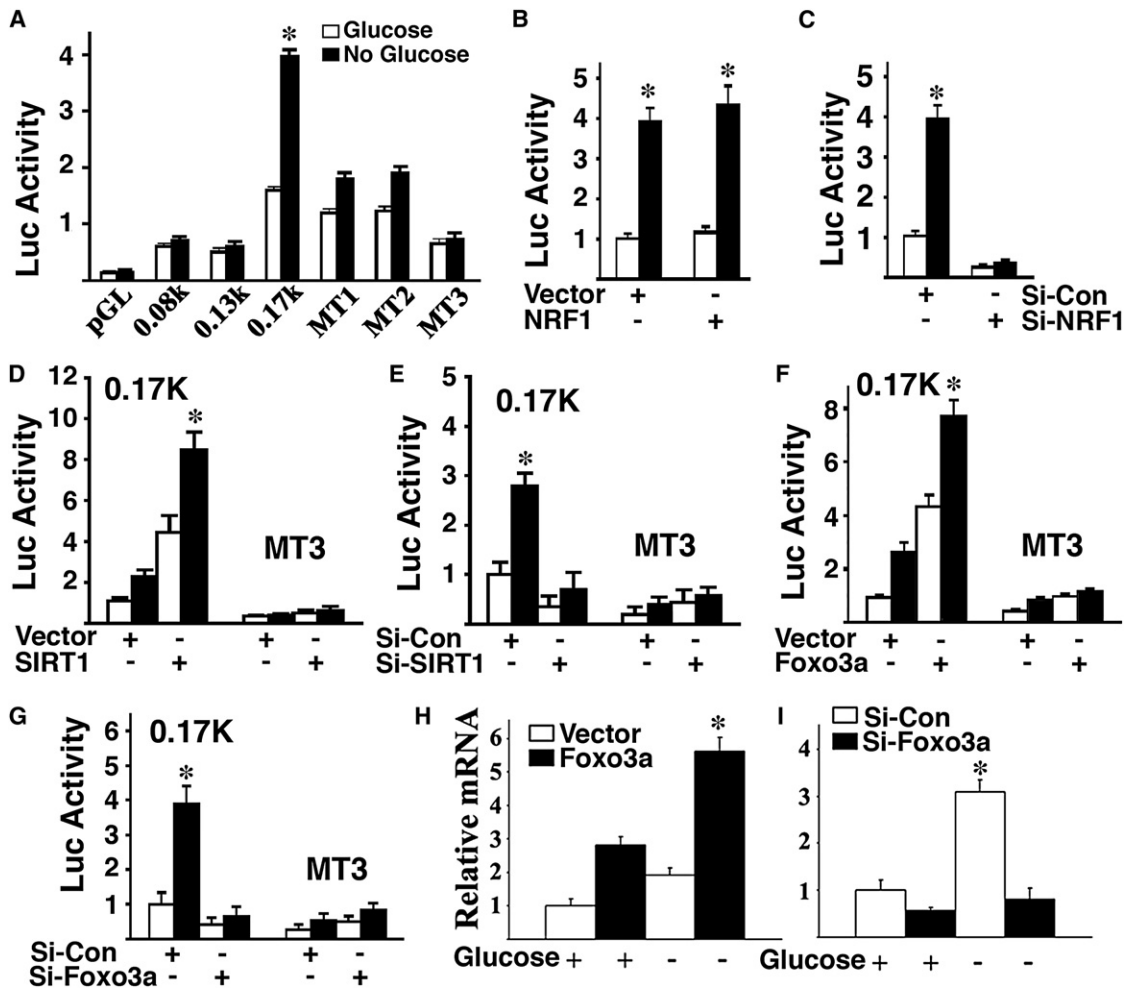 A
Glucose
No Glucose
*
4
3
2
1
Luc Activity
pGL 0.08k 0.13k 0.17k MT1 MT2 MT3
B
5
4
3
2
1
Luc Activity
* *
Vector + -
NRF1 - +
C
5
4
3
2
1
Luc Activity
*
+ - Si-Con
- + Si-NRF1
D
12
10
8
6
4
2
Luc Activity
0.17K
*
MT3
Vector + - + -
SIRT1 - + - +
E
5
4
3
2
1
Luc Activity
0.17K
*
MT3
Si-Con + - + -
Si-SIRT1 - + - +
F
8
6
4
2
Luc Activity
0.17K
*
MT3
Vector + - + -
Foxo3a - + - +
G
6
5
4
3
2
1
Luc Activity
0.17K
*
MT3
Si-Con + - + -
Si-Foxo3a - + - +
H
Vector
Foxo3a
*
6
5
4
3
2
1
Relative mRNA
Glucose + + - -
I
Si-Con
Si-Foxo3a
*
4
3
2
1
Glucose + + - -